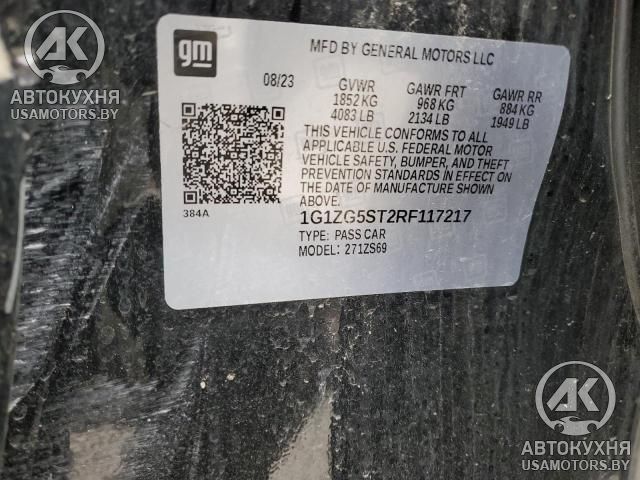 AK
АВТОКУХНЯ
USAMOTORS.BY
gm
MFD BY GENERAL MOTORS LLC
08/23 GVWR GAWR FRT GAWR RR
1852 KG 968 KG 884 KG
4083 LB 2134 LB 1949 LB
THIS VEHICLE CONFORMS TO ALL
APPLICABLE U.S. FEDERAL MOTOR
VEHICLE SAFETY, BUMPER, AND THEFT
PREVENTION STANDARDS IN EFFECT ON
THE DATE OF MANUFACTURE SHOWN
ABOVE.
384A
1G1ZG5ST2RF117217
TYPE: PASS CAR
MODEL: 271ZS69
AK
АВТОКУХНЯ
USAMOTORS.BY